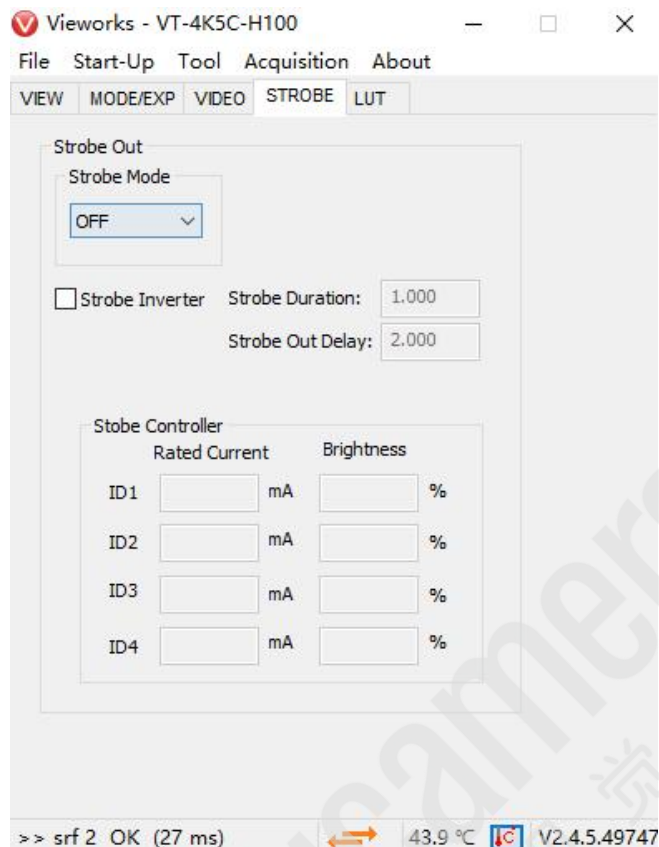 Vieworks - VT-4K5C-H100
File Start-Up Tool Acquisition About
VIEW MODE/EXP VIDEO STROBE LUT
Strobe Out
Strobe Mode
OFF
Strobe Inverter Strobe Duration: 1.000
Strobe Out Delay: 2.000
Stobe Controller
Rated Current Brightness
ID1 mA %
ID2 mA %
ID3 mA %
ID4 mA %
>> srf 2 OK (27 ms) 43.9 ℃ C V2.4.5.49747